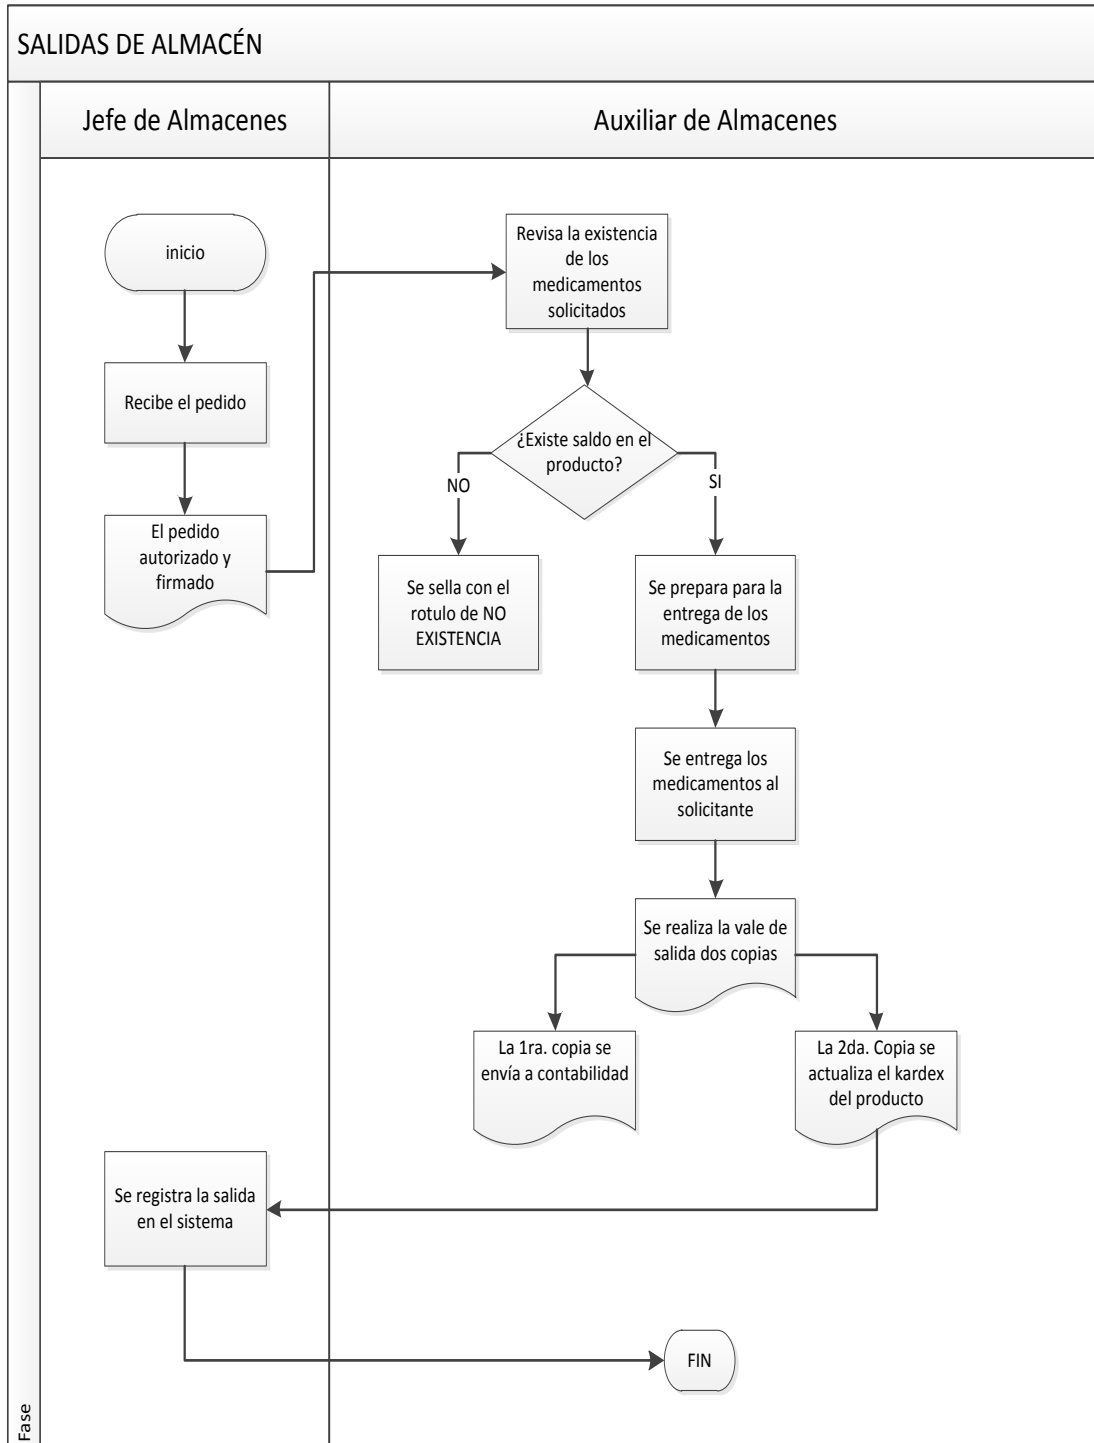 SALIDAS DE ALMACÉN
Jefe de Almacenes
Auxiliar de Almacenes
inicio
Revisa la existencia
de los
medicamentos
solicitados
Recibe el pedido
¿Existe saldo en el
producto?
NO
SI
El pedido
autorizado y
firmado
Se sella con el
rotulo de NO
EXISTENCIA
Se prepara para la
entrega de los
medicamentos
Se entrega los
medicamentos al
solicitante
Se realiza la vale de
salida dos copias
La 1ra. copia se
envía a contabilidad
La 2da. Copia se
actualiza el kardex
del producto
Se registra la salida
en el sistema
FIN
Fase